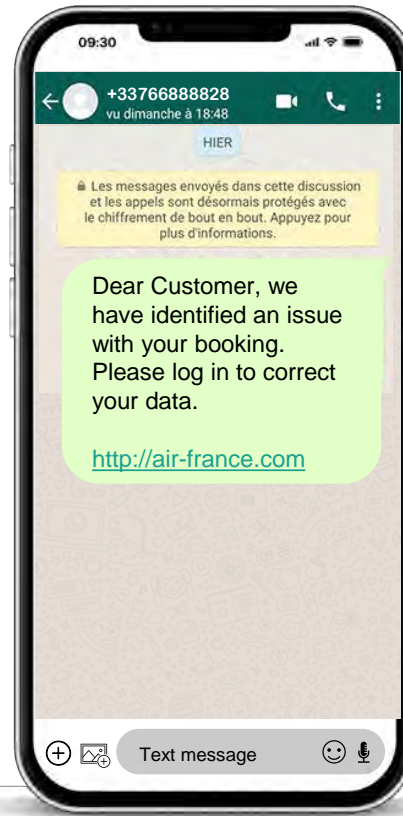 09:30
+33766888828
vu dimanche à 18:48
HIER
Les messages envoyés dans cette discussion
et les appels sont désormais protégés avec
le chiffrement de bout en bout. Appuyez pour
plus d'informations.
Dear Customer, we
have identified an issue
with your booking.
Please log in to correct
your data.
http://air-france.com
Text message